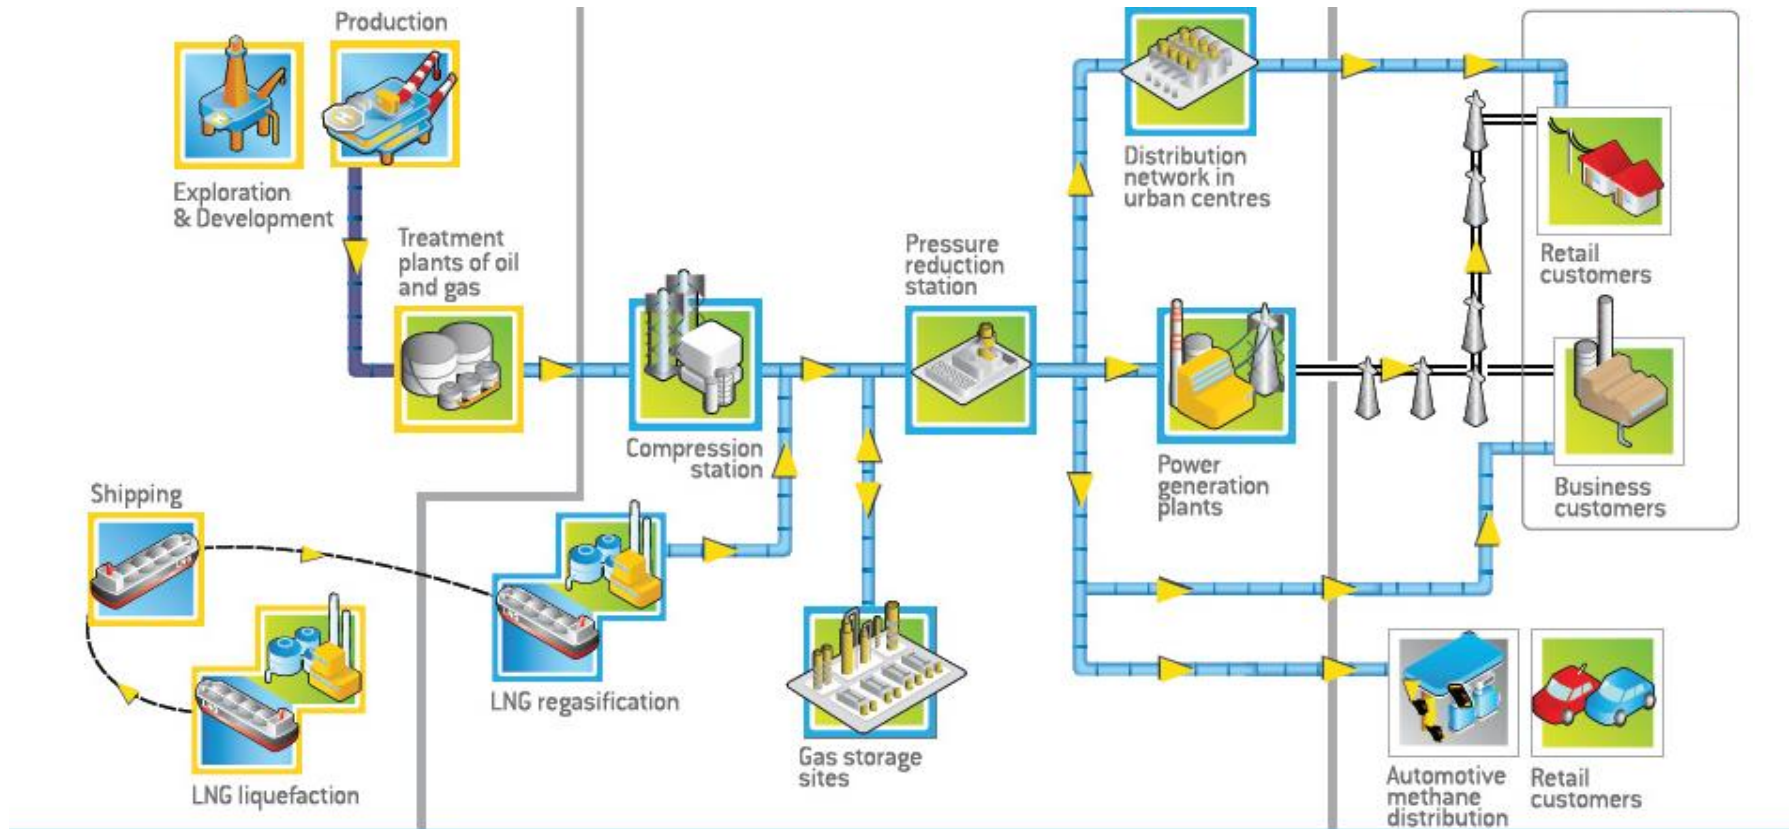 Production
Exploration
& Development
Treatment
plants of oil
and gas
Compression
station
Pressure
reduction
station
Distribution
network in
urban centres
Power
generation
plants
Retail
customers
Business
customers
Shipping
LNG liquefaction
LNG regasification
Gas storage
sites
Automotive
methane
distribution
Retail
customers